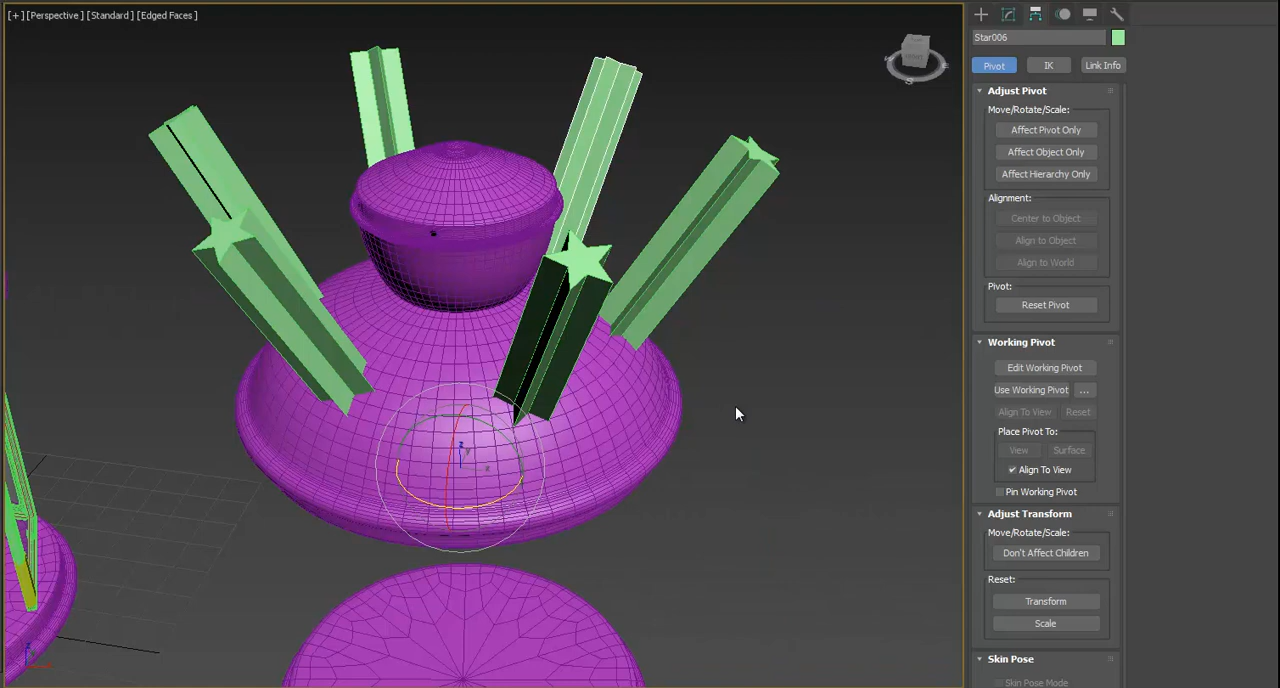 [+] [Perspective ] [Standard ] [Edged Faces ]
Star006
Pivot IK Link Info
Adjust Pivot
Move/Rotate/Scale:
Affect Pivot Only
Affect Object Only
Affect Hierarchy Only
Alignment:
Center to Object
Align to Object
Align to World
Pivot:
Reset Pivot
Working Pivot
Edit Working Pivot
Use Working Pivot ...
Align To View Reset
Place Pivot To:
View Surface
Align To View
Pin Working Pivot
Adjust Transform
Move/Rotate/Scale:
Don't Affect Children
Reset:
Transform
Scale
Skin Pose
Skin Pose Mode
z
y
x